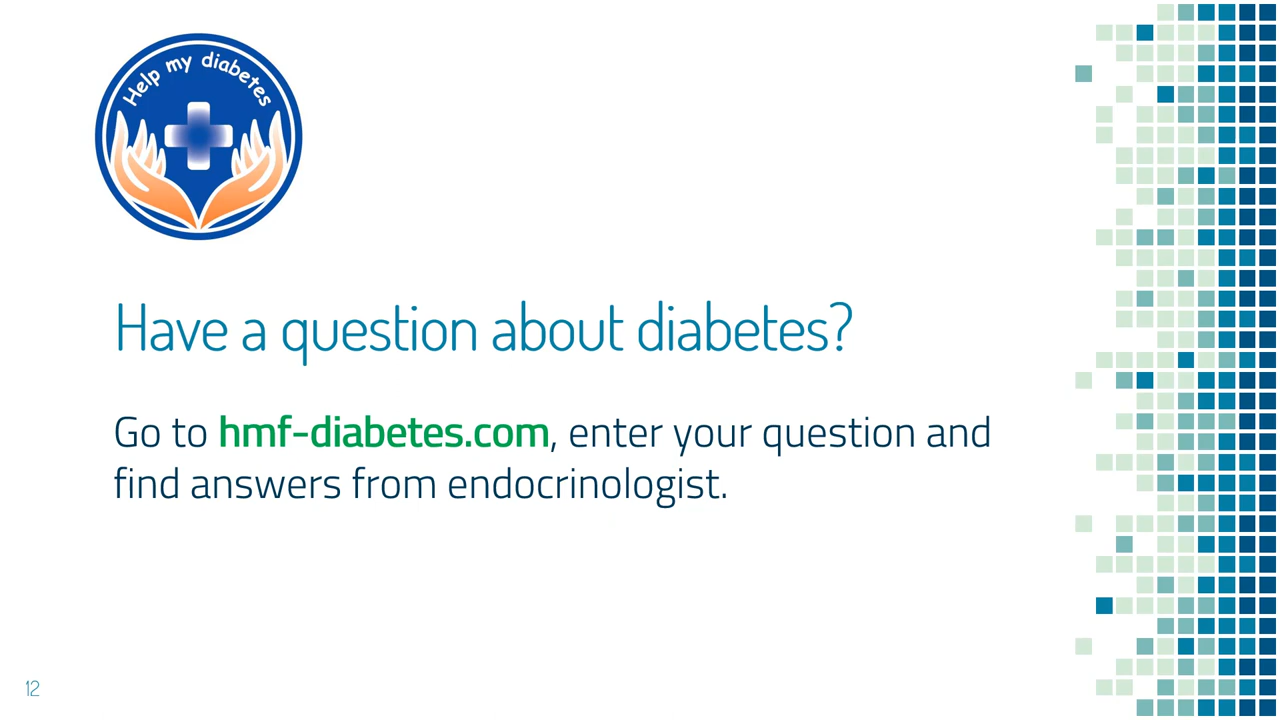 Help my diabetes
Have a question about diabetes?
Go to hmf-diabetes.com, enter your question and
find answers from endocrinologist.
12